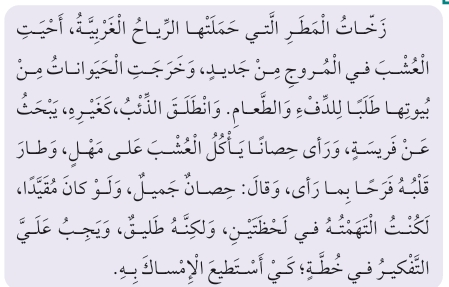 زَخّاتُ الْمَطَرِ الَّتي حَمَلَتْها الرِّياحُ الْغَرْبِيَّةُ، أَحْيَتِ
الْعُشْبَ في الْمُروجِ مِنْ جَديدٍ، وَخَرَجَتِ الْحَيَواناتُ مِنْ
بُيوتِها طَلَبًا لِلدِّفْءِ وَالطَّعامِ. وَانْطَلَقَ الذِّئْبُ، كَغَيْرِهِ، يَبْحَثُ
عَنْ فَريسَةٍ، وَرَأى حِصانًا يَأْكُلُ الْعُشْبَ عَلى مَهْلٍ، وَطارَ
قَلْبُهُ فَرَحًا بِما رَأى، وَقالَ: حِصانٌ جَميلٌ، وَلَوْ كانَ مُقَيَّدًا،
لَكُنْتُ الْتَهَمْتُهُ في لَحْظَتَيْنِ، وَلكِنَّهُ طَليقٌ، وَيَجِبُ عَلَيَّ
التَّفْكيرُ في خُطَّةٍ؛ كَيْ أَسْتَطيعَ الْإِمْساكَ بِهِ.